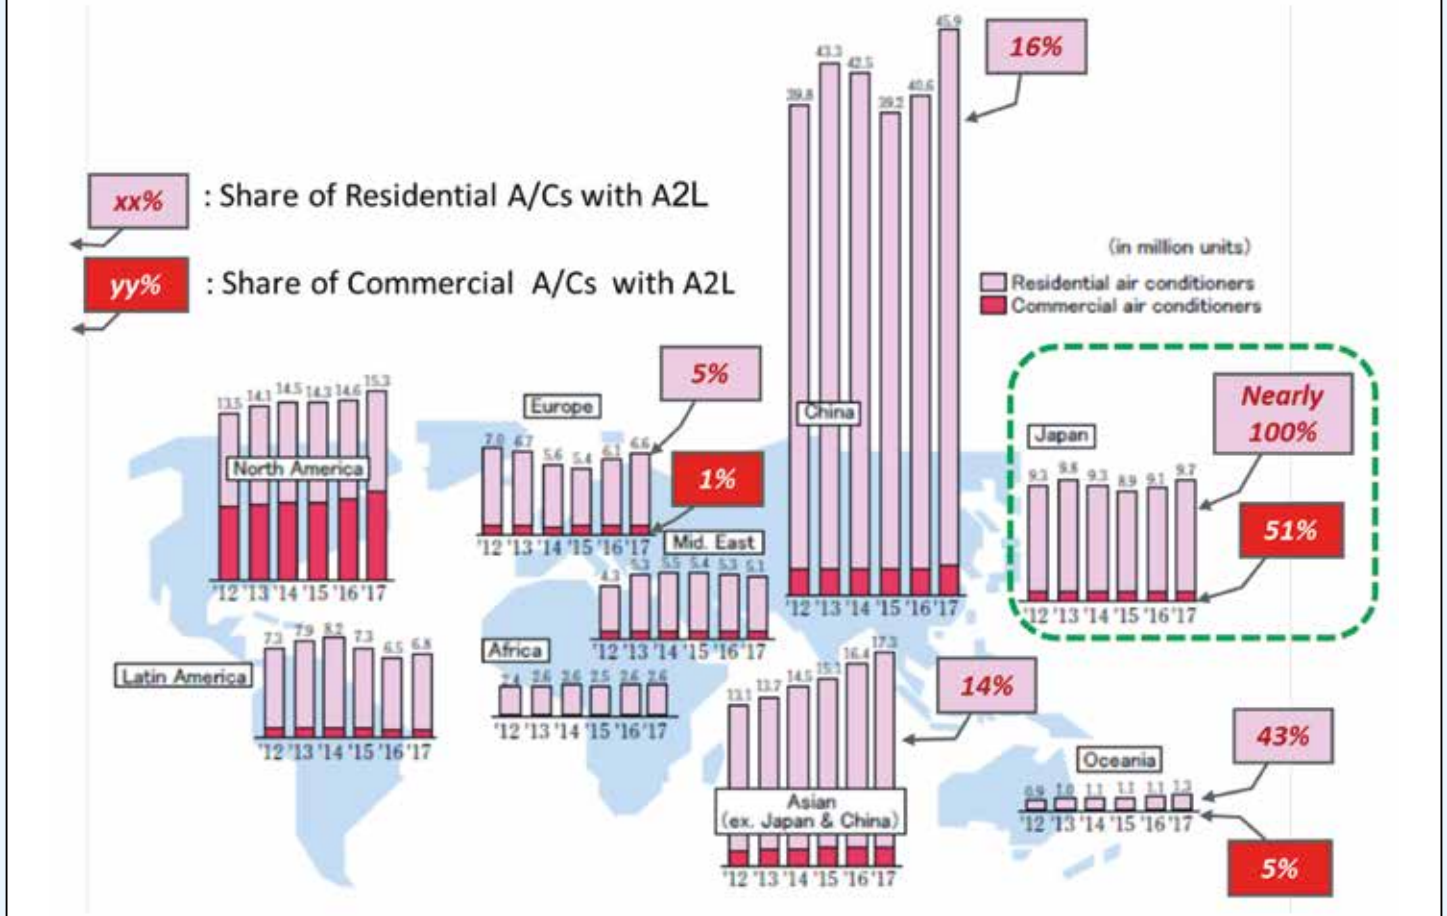 45.9
16%
43.3
42.5
39.8
40.6
39.2
xx%
: Share of Residential A/Cs with A2L
yy%
: Share of Commercial A/Cs with A2L
(in million units)
Residential air conditioners
Commercial air conditioners
13.5 14.1 14.5 14.3 14.6 15.3
North America
'12 '13 '14 '15 '16 '17
5%
Europe
7.0 6.7 5.6 5.4 6.1 6.6
1%
'12 '13 '14 '15 '16 '17
China
'12 '13 '14 '15 '16 '17
Nearly
100%
Japan
9.3 9.8 9.3 8.9 9.1 9.7
51%
'12 '13 '14 '15 '16 '17
Mid. East
4.3 5.3 5.5 5.4 5.3 5.1
'12 '13 '14 '15 '16 '17
7.3 7.9 8.2 7.3 6.5 6.8
Latin America
'12 '13 '14 '15 '16 '17
Africa
2.4 2.6 2.6 2.5 2.6 2.6
'12 '13 '14 '15 '16 '17
13.1 13.7 14.5 15.1 16.4 17.3
14%
Asian
(ex. Japan & China)
'12 '13 '14 '15 '16 '17
43%
Oceania
0.9 1.0 1.1 1.1 1.1 1.3
'12 '13 '14 '15 '16 '17
5%